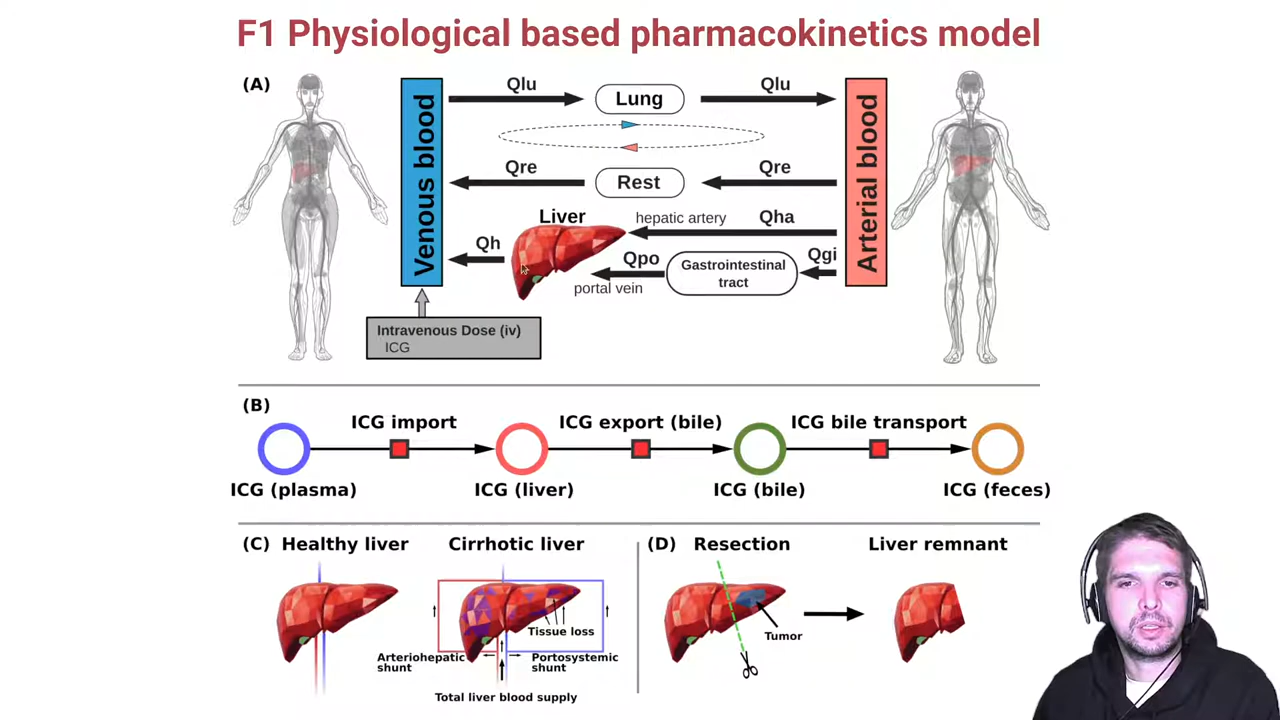 F1 Physiological based pharmacokinetics model
(A)
Venous blood
Qlu
Lung
Qlu
Arterial blood
Qre
Rest
Qre
Liver
hepatic artery
Qha
Qh
Qpo
Gastrointestinal
tract
Qgi
portal vein
Intravenous Dose (iv)
ICG
(B)
ICG import
ICG export (bile)
ICG bile transport
ICG (plasma)
ICG (liver)
ICG (bile)
ICG (feces)
(C) Healthy liver
Cirrhotic liver
Tissue loss
Arteriohepatic
shunt
Portosystemic
shunt
Total liver blood supply
(D) Resection
Liver remnant
Tumor